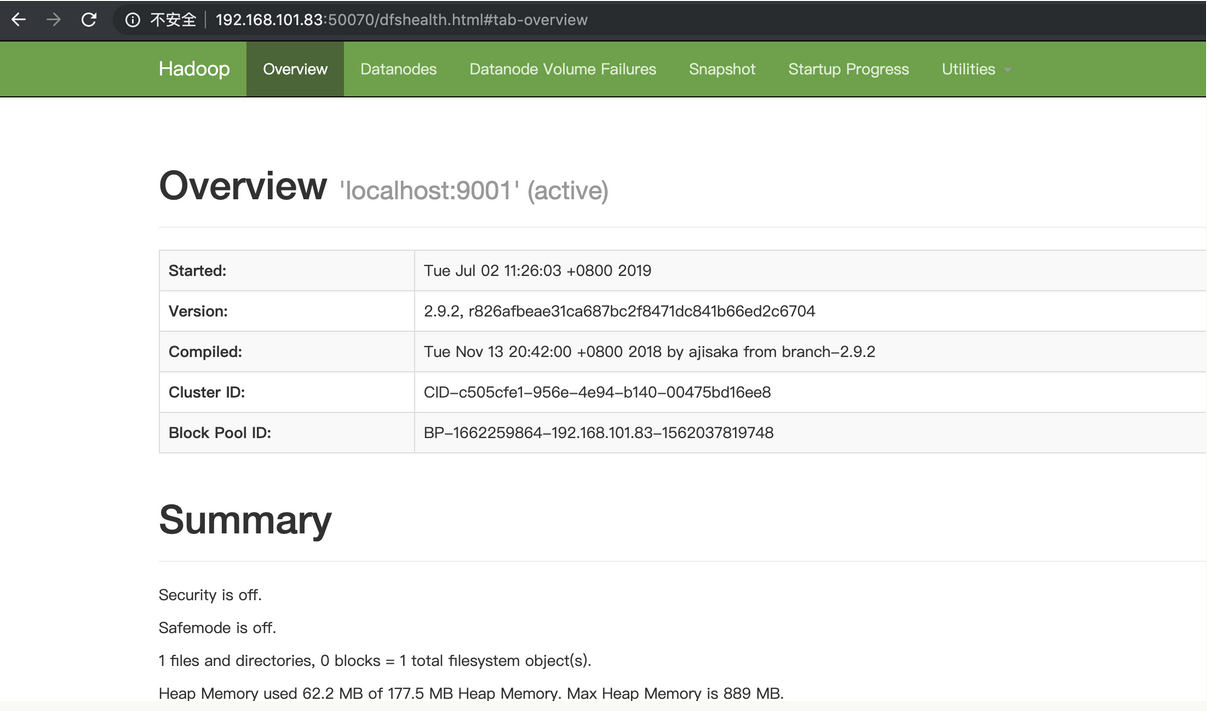 不安全 192.168.101.83:50070/dfshealth.html#tab-overview
Hadoop Overview Datanodes Datanode Volume Failures Snapshot Startup Progress Utilities
Overview 'localhost:9001' (active)
Started: Tue Jul 02 11:26:03 +0800 2019
Version: 2.9.2, r826afbeae31ca687bc2f8471dc841b66ed2c6704
Compiled: Tue Nov 13 20:42:00 +0800 2018 by ajisaka from branch-2.9.2
Cluster ID: CID-c505cfe1-956e-4e94-b140-00475bd16ee8
Block Pool ID: BP-1662259864-192.168.101.83-1562037819748
Summary
Security is off.
Safemode is off.
1 files and directories, 0 blocks = 1 total filesystem object(s).
Heap Memory used 62.2 MB of 177.5 MB Heap Memory. Max Heap Memory is 889 MB.